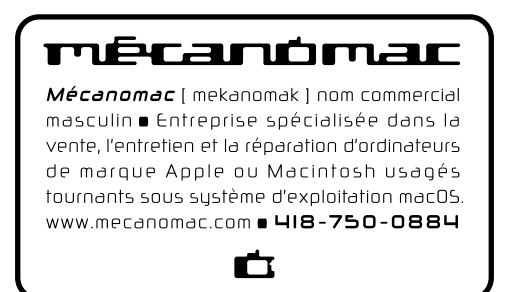 mécanomac
Mécanomac [ mekanomak ] nom commercial
masculin ■ Entreprise spécialisée dans la
vente, l'entretien et la réparation d'ordinateurs
de marque Apple ou Macintosh usagés
tournants sous système d'exploitation macOS.
www.mecanomac.com ■ 418-750-0884